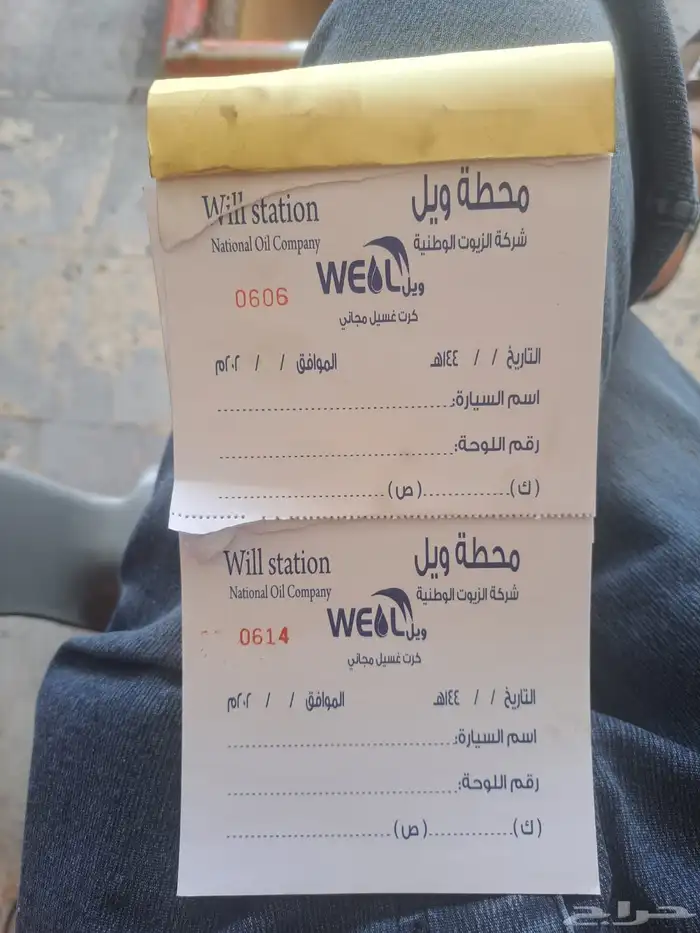 Will station محطة ويل
National Oil Company شركة الزيوت الوطنية
WELL ويل
0606
كرت غسيل مجاني
التاريخ / / ١٤٤هـ الموافق / / ٢٠٢م
اسم السيارة:
رقم اللوحة:
(ك)..............(ص)..............
Will station محطة ويل
National Oil Company شركة الزيوت الوطنية
WELL ويل
0614
كرت غسيل مجاني
التاريخ / / ١٤٤هـ الموافق / / ٢٠٢م
اسم السيارة:
رقم اللوحة:
(ك)..............(ص)..............
حراج